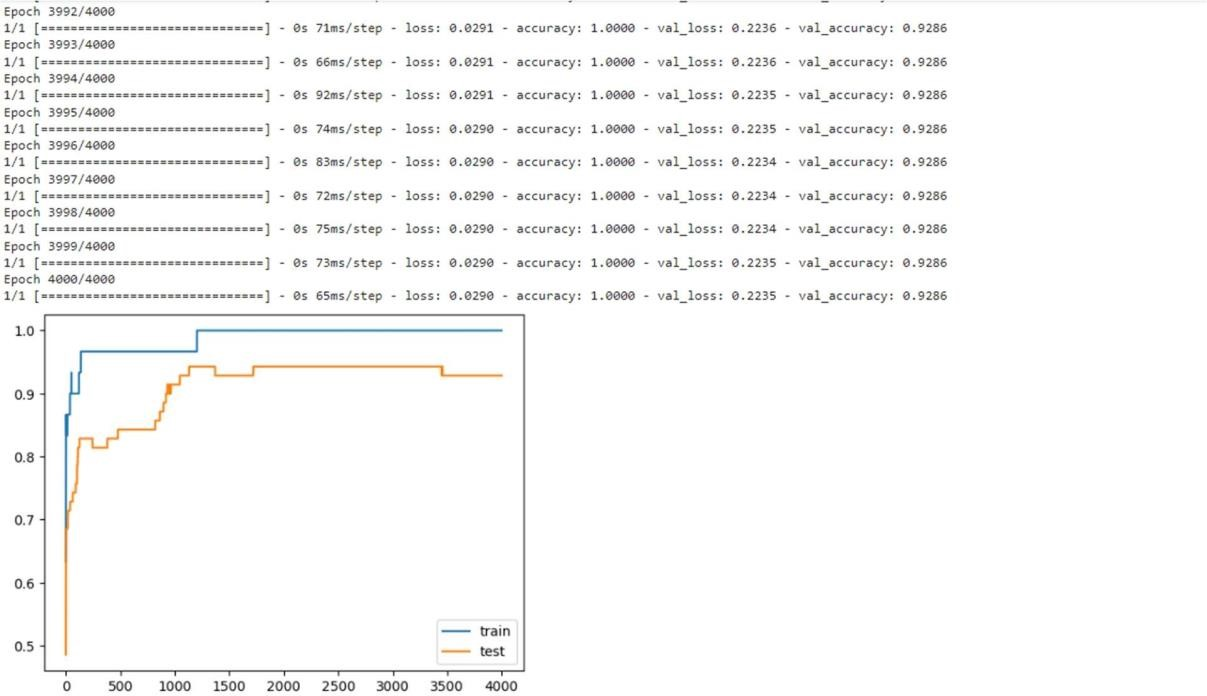 Epoch 3992/4000
1/1 [==============================] - 0s 71ms/step - loss: 0.0291 - accuracy: 1.0000 - val_loss: 0.2236 - val_accuracy: 0.9286
Epoch 3993/4000
1/1 [==============================] - 0s 66ms/step - loss: 0.0291 - accuracy: 1.0000 - val_loss: 0.2236 - val_accuracy: 0.9286
Epoch 3994/4000
1/1 [==============================] - 0s 92ms/step - loss: 0.0291 - accuracy: 1.0000 - val_loss: 0.2235 - val_accuracy: 0.9286
Epoch 3995/4000
1/1 [==============================] - 0s 74ms/step - loss: 0.0290 - accuracy: 1.0000 - val_loss: 0.2235 - val_accuracy: 0.9286
Epoch 3996/4000
1/1 [==============================] - 0s 83ms/step - loss: 0.0290 - accuracy: 1.0000 - val_loss: 0.2234 - val_accuracy: 0.9286
Epoch 3997/4000
1/1 [==============================] - 0s 72ms/step - loss: 0.0290 - accuracy: 1.0000 - val_loss: 0.2234 - val_accuracy: 0.9286
Epoch 3998/4000
1/1 [==============================] - 0s 75ms/step - loss: 0.0290 - accuracy: 1.0000 - val_loss: 0.2234 - val_accuracy: 0.9286
Epoch 3999/4000
1/1 [==============================] - 0s 73ms/step - loss: 0.0290 - accuracy: 1.0000 - val_loss: 0.2235 - val_accuracy: 0.9286
Epoch 4000/4000
1/1 [==============================] - 0s 65ms/step - loss: 0.0290 - accuracy: 1.0000 - val_loss: 0.2235 - val_accuracy: 0.9286
1.0
0.9
0.8
0.7
0.6
0.5
train
test
0 500 1000 1500 2000 2500 3000 3500 4000